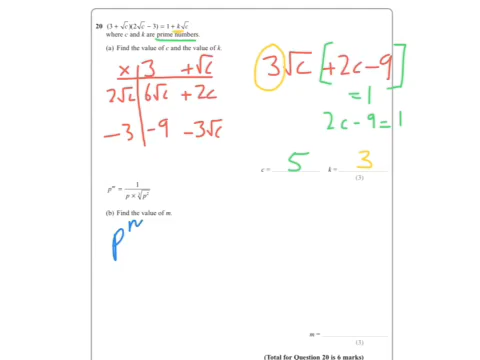 20 (3 + √c)(2√c − 3) = 1 + k√c
where c and k are prime numbers.
(a) Find the value of c and the value of k.
× 3 + √c
2√c 6√c + 2c
− 3 − 9 − 3√c
3√c [+2c − 9]
= 1
2c − 9 = 1
c = 5 k = 3
(3)
pᵐ = 1 / (p × ∛p²)
(b) Find the value of m.
pᵐ
m =
(3)
(Total for Question 20 is 6 marks)